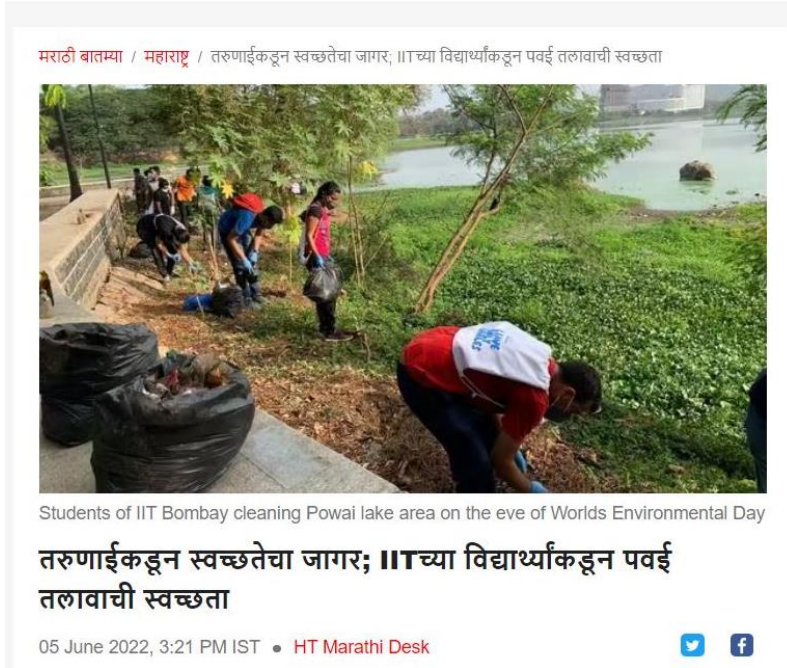 मराठी बातम्या / महाराष्ट्र / तरुणाईकडून स्वच्छतेचा जागर; IITच्या विद्यार्थ्यांकडून पवई तलावाची स्वच्छता
Students of IIT Bombay cleaning Powai lake area on the eve of Worlds Environmental Day
तरुणाईकडून स्वच्छतेचा जागर; IITच्या विद्यार्थ्यांकडून पवई
तलावाची स्वच्छता
05 June 2022, 3:21 PM IST ● HT Marathi Desk